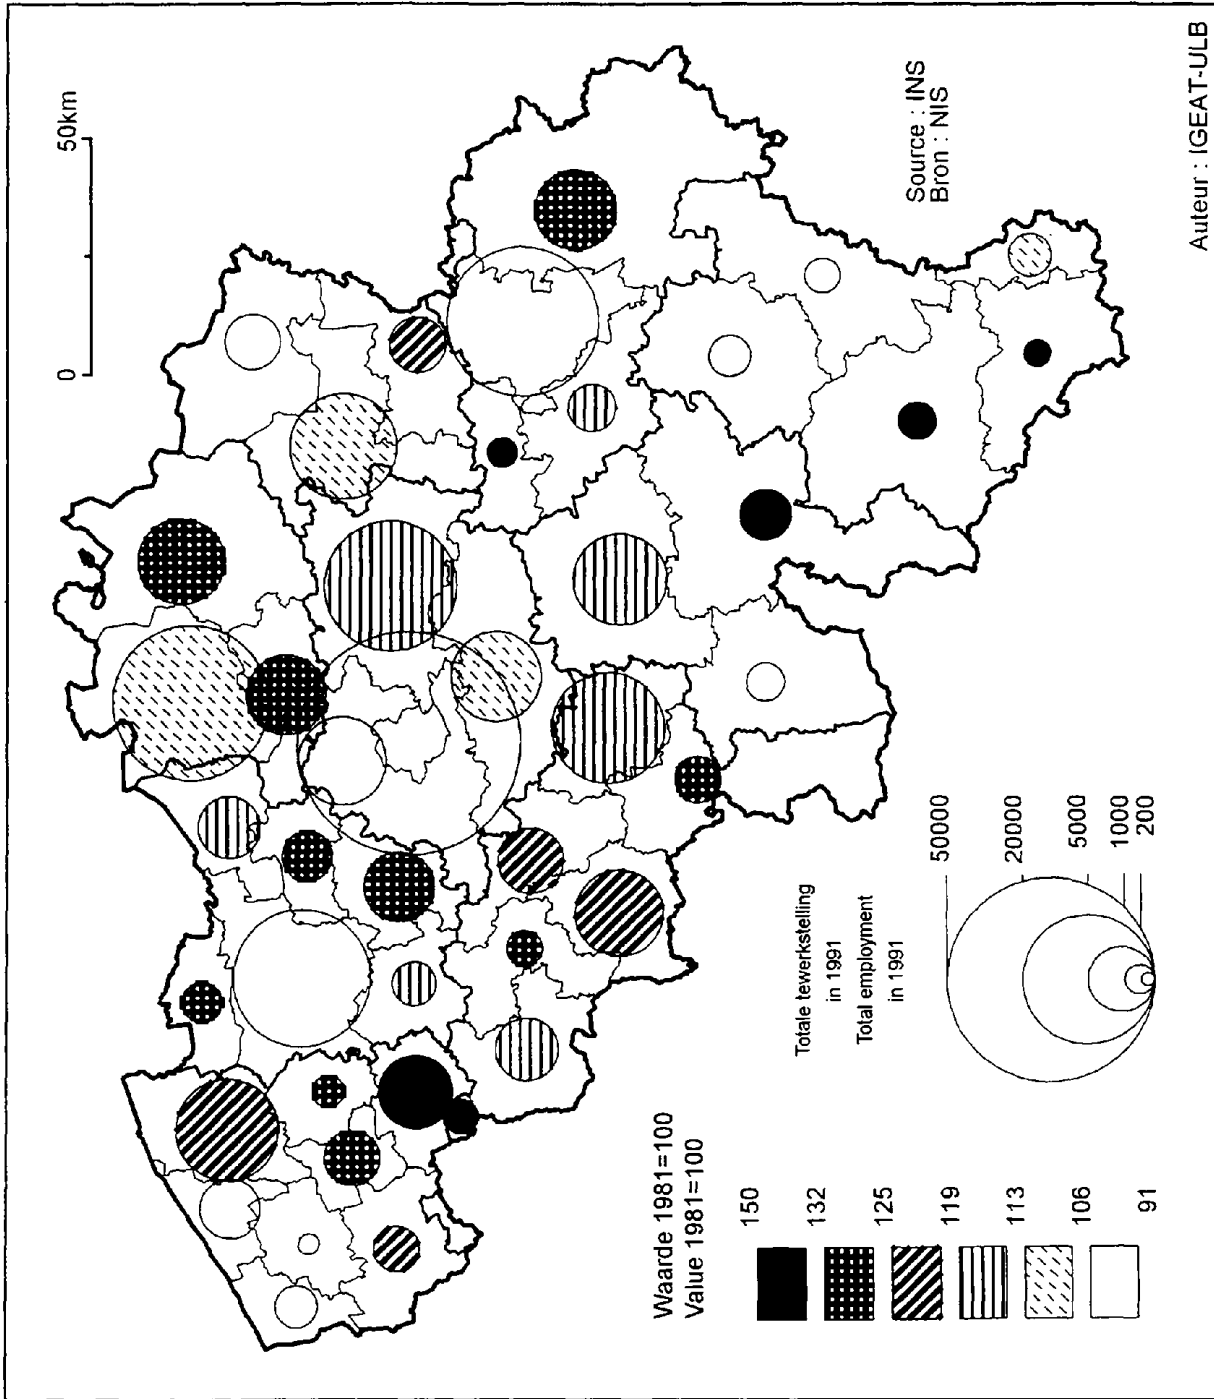 0
50km
Source : INS
Bron : NIS
Auteur : IGEAT-ULB
Waarde 1981=100
Value 1981=100
150
132
125
119
113
106
91
Totale tewerkstelling
in 1991
Total employment
in 1991
50000
20000
5000
1000
200